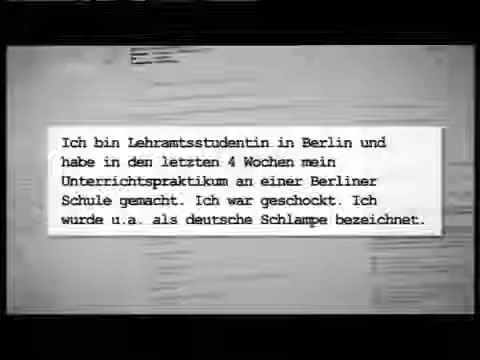 Ich bin Lehramtsstudentin in Berlin und
habe in den letzten 4 Wochen mein
Unterrichtspraktikum an einer Berliner
Schule gemacht. Ich war geschockt. Ich
wurde u.a. als deutsche Schlampe bezeichnet.